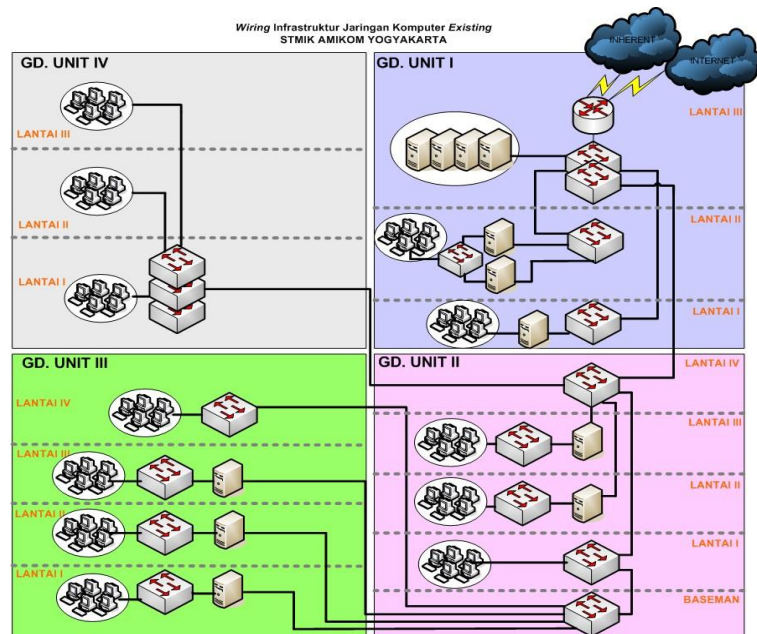 Wiring Infrastruktur Jaringan Komputer Existing
STMIK AMIKOM YOGYAKARTA
GD. UNIT IV
LANTAI III
LANTAI II
LANTAI I
GD. UNIT I
INHERENT
INTERNET
LANTAI III
LANTAI II
LANTAI I
GD. UNIT III
LANTAI IV
LANTAI III
LANTAI II
LANTAI I
GD. UNIT II
LANTAI IV
LANTAI III
LANTAI II
LANTAI I
BASEMAN